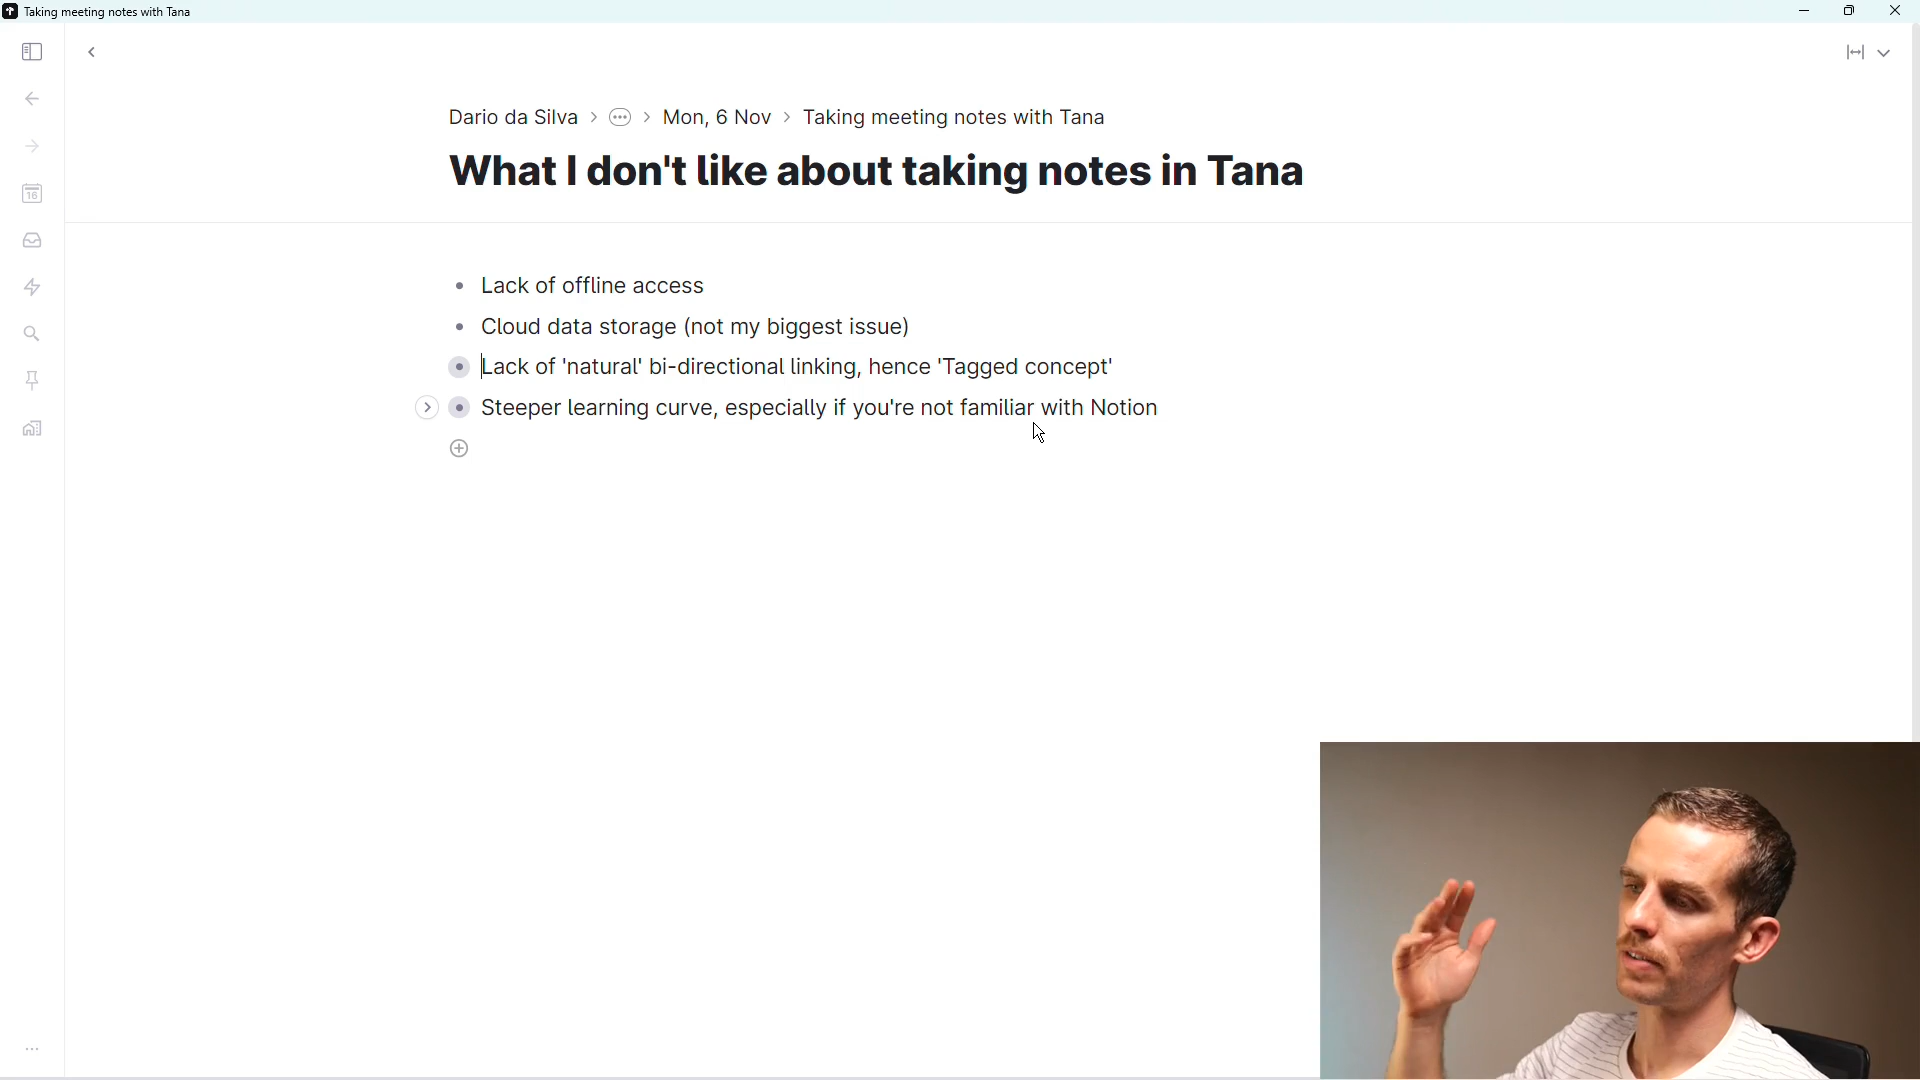 Taking meeting notes with Tana
Dario da Silva > ... > Mon, 6 Nov > Taking meeting notes with Tana
What I don't like about taking notes in Tana
16
Lack of offline access
Cloud data storage (not my biggest issue)
Lack of 'natural' bi-directional linking, hence 'Tagged concept'
Steeper learning curve, especially if you're not familiar with Notion